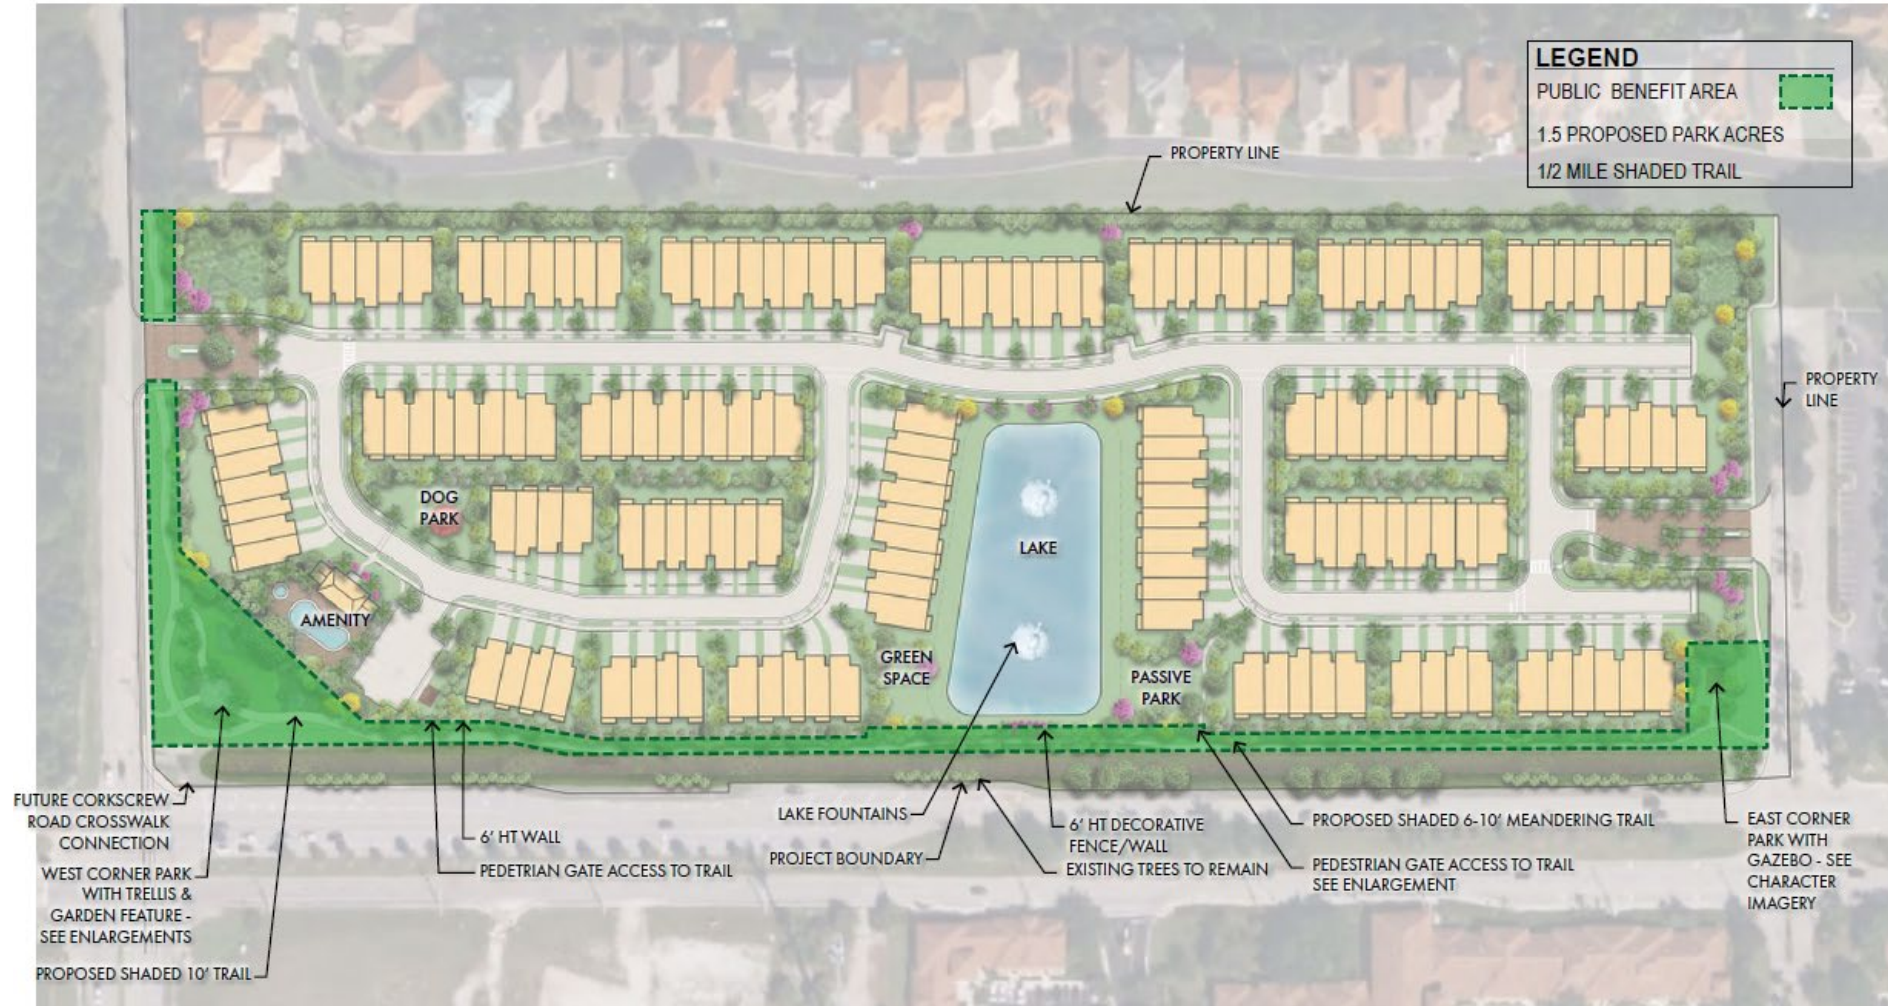 LEGEND
PUBLIC BENEFIT AREA
1.5 PROPOSED PARK ACRES
1/2 MILE SHADED TRAIL
PROPERTY LINE
PROPERTY
LINE
DOG
PARK
LAKE
AMENITY
GREEN
SPACE
PASSIVE
PARK
FUTURE CORKSCREW
ROAD CROSSWALK
CONNECTION
WEST CORNER PARK
WITH TRELLIS &
GARDEN FEATURE -
SEE ENLARGEMENTS
PROPOSED SHADED 10' TRAIL
6' HT WALL
PEDETRIAN GATE ACCESS TO TRAIL
LAKE FOUNTAINS
PROJECT BOUNDARY
6' HT DECORATIVE
FENCE/WALL
EXISTING TREES TO REMAIN
PROPOSED SHADED 6-10' MEANDERING TRAIL
PEDESTRIAN GATE ACCESS TO TRAIL
SEE ENLARGEMENT
EAST CORNER
PARK WITH
GAZEBO - SEE
CHARACTER
IMAGERY